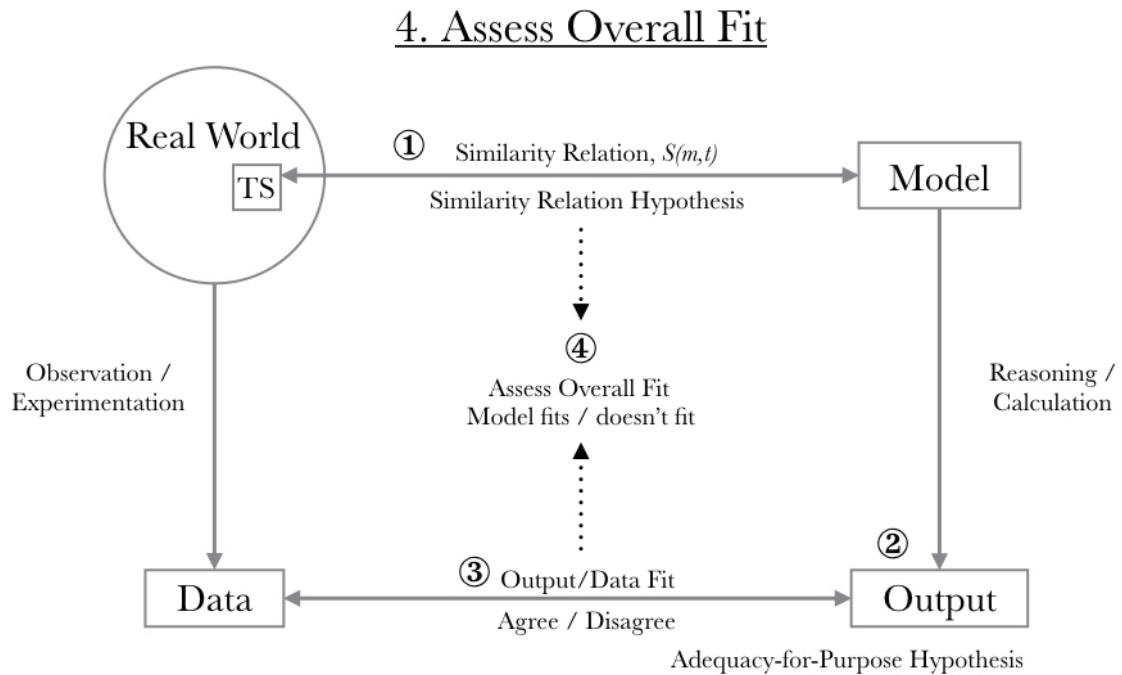 4. Assess Overall Fit
Real World
TS
①
Similarity Relation, S(m,t)
Similarity Relation Hypothesis
Model
④
Assess Overall Fit
Model fits / doesn't fit
Observation /
Experimentation
Reasoning /
Calculation
Data
③ Output/Data Fit
Agree / Disagree
②
Output
Adequacy-for-Purpose Hypothesis